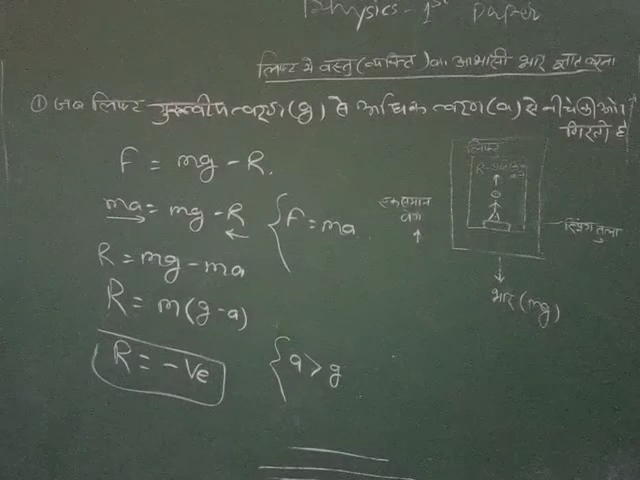 Physics - 1st Paper
लिफ्ट में वस्तु (व्यक्ति) का आभासी भार ज्ञात करना
① जब लिफ्ट गुरुत्वीय त्वरण (g) से अधिक त्वरण (a) से नीचे की ओर
गिरती है
F = mg - R.
ma = mg - R { F = ma
R = mg - ma
R = m(g - a)
R = -Ve { a > g
लिफ्ट
एकसमान
वेग
स्प्रिंग तुला
भार (mg)